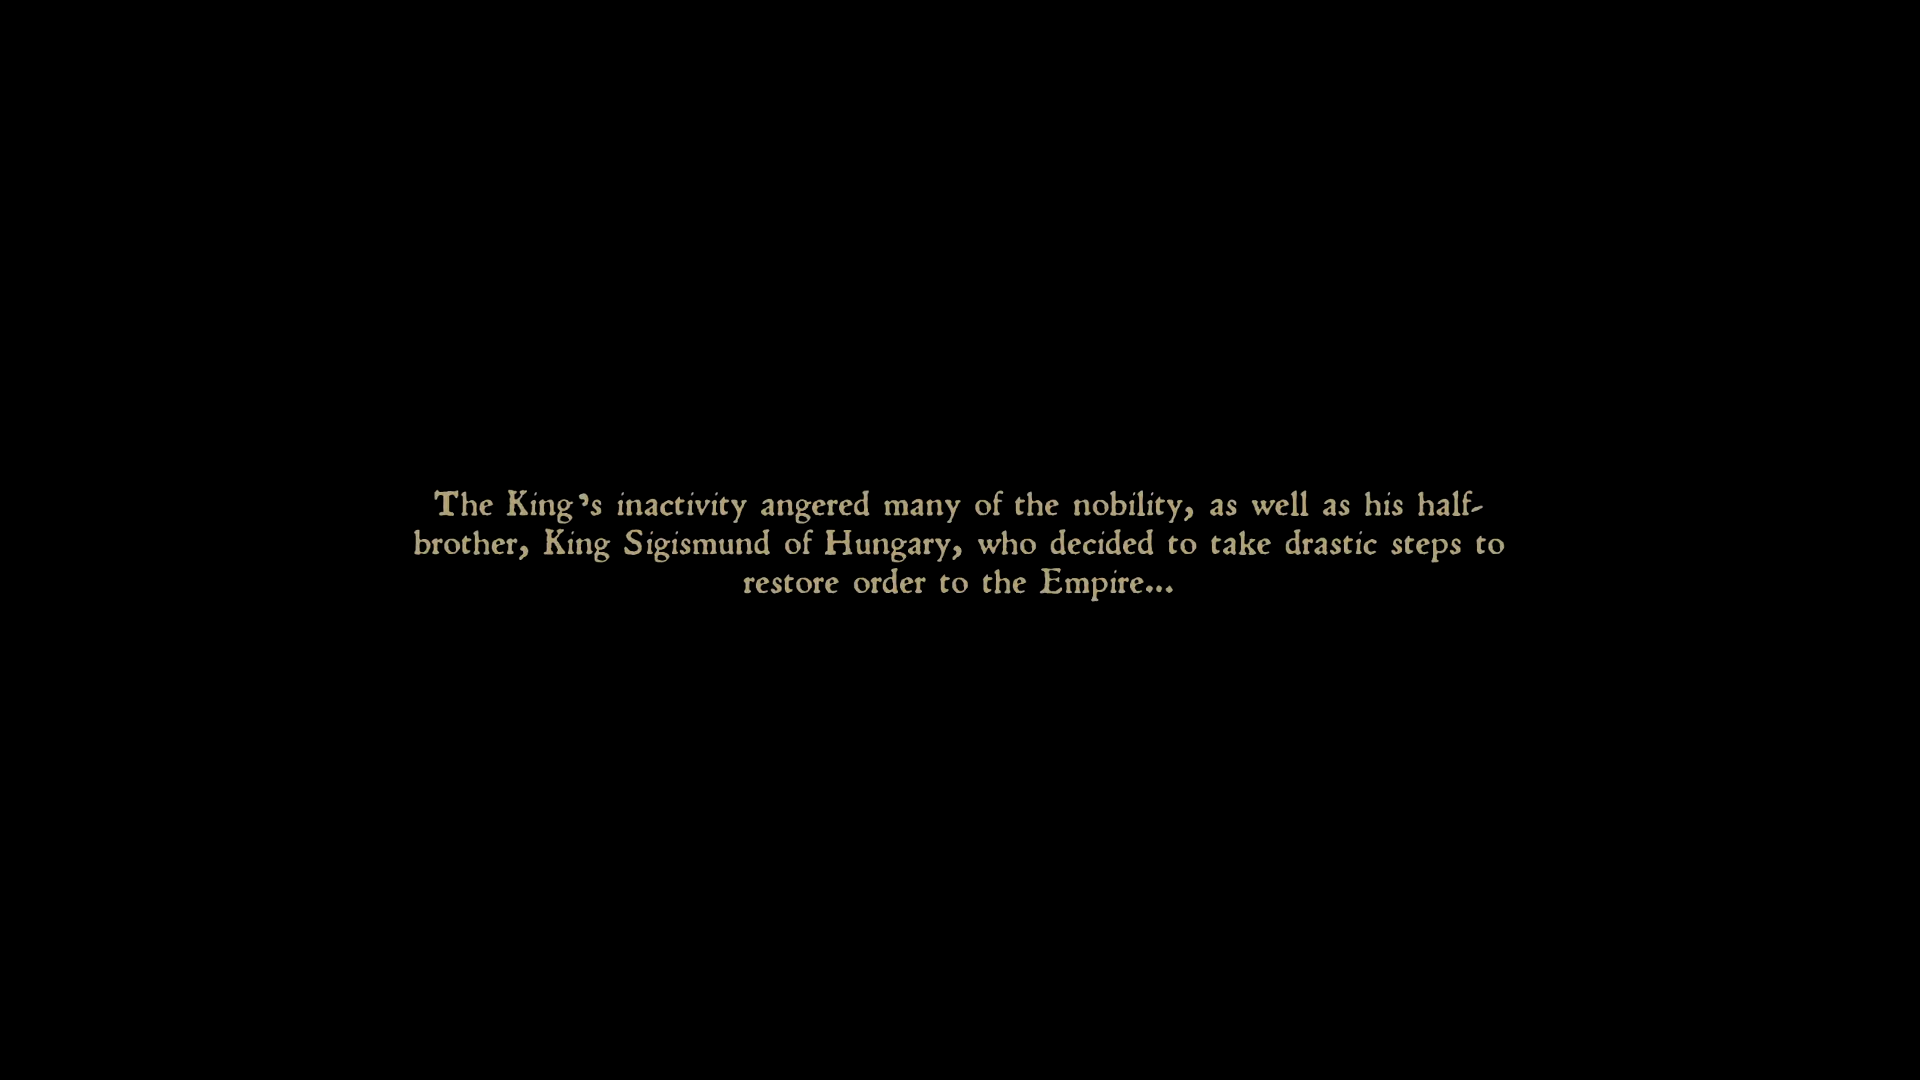 The King's inactivity angered many of the nobility, as well as his half-
brother, King Sigismund of Hungary, who decided to take drastic steps to
restore order to the Empire...